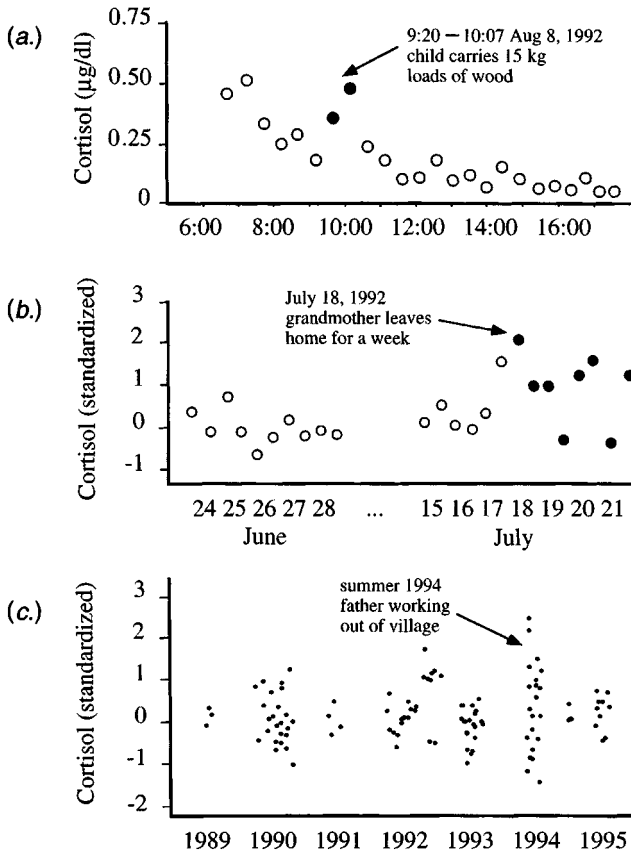 (a.)
Cortisol (µg/dl)
0.75
0.50
0.25
0
9:20 – 10:07 Aug 8, 1992
child carries 15 kg
loads of wood
6:00 8:00 10:00 12:00 14:00 16:00
(b.)
Cortisol (standardized)
3
2
1
0
-1
July 18, 1992
grandmother leaves
home for a week
24 25 26 27 28 ... 15 16 17 18 19 20 21
June July
(c.)
Cortisol (standardized)
3
2
1
0
-1
-2
summer 1994
father working
out of village
1989 1990 1991 1992 1993 1994 1995